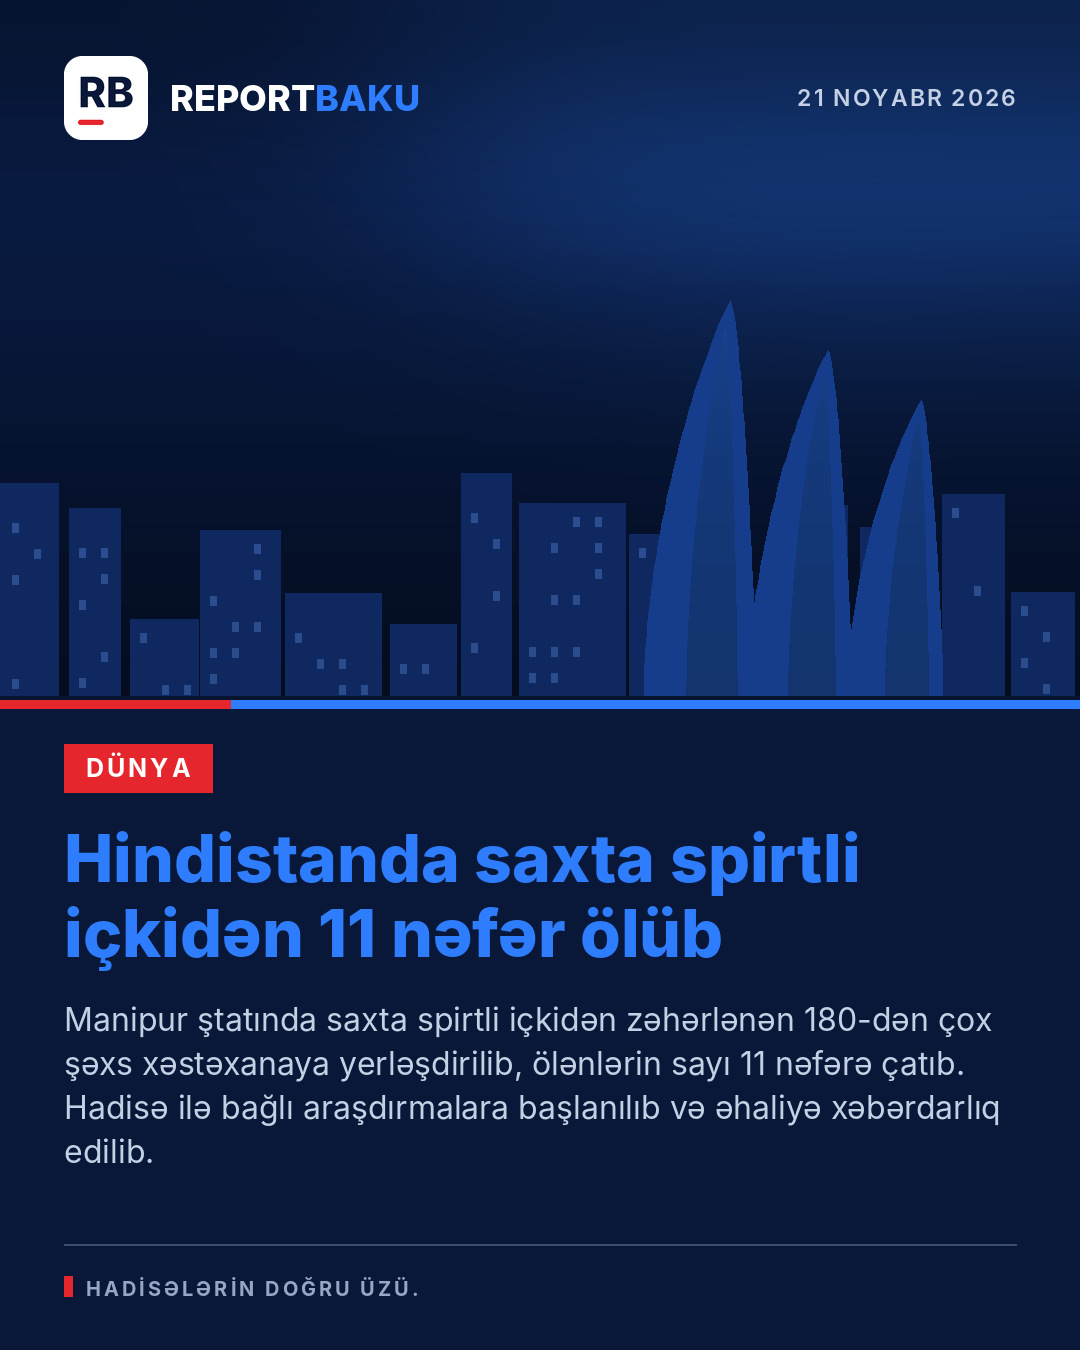 RB
REPORTBAKU
21 NOYABR 2026
DÜNYA
Hindistanda saxta spirtli
içkidən 11 nəfər ölüb
Manipur ştatında saxta spirtli içkidən zəhərlənən 180-dən çox
şəxs xəstəxanaya yerləşdirilib, ölənlərin sayı 11 nəfərə çatıb.
Hadisə ilə bağlı araşdırmalara başlanılıb və əhaliyə xəbərdarlıq
edilib.
HADİSƏLƏRİN DOĞRU ÜZÜ.